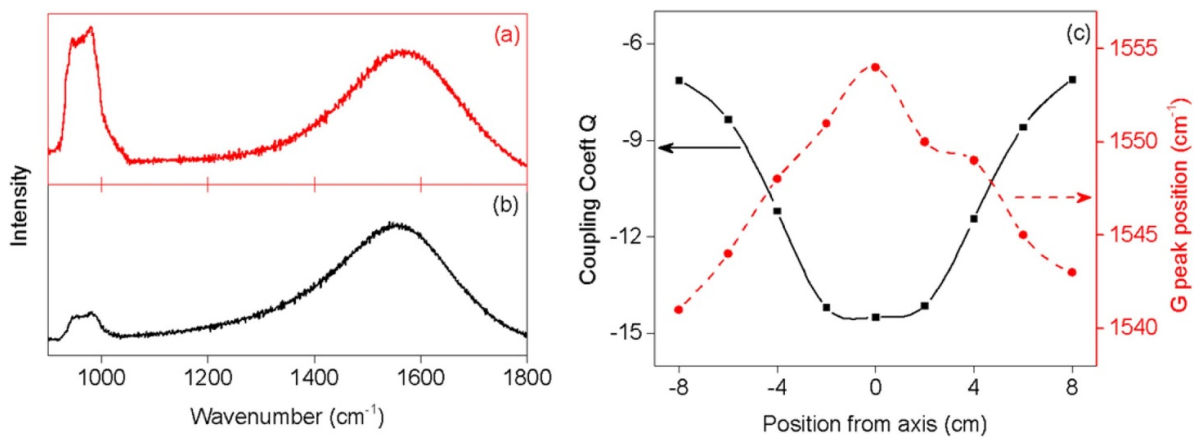 (a)
(b)
Intensity
1000 1200 1400 1600 1800
Wavenumber (cm⁻¹)
(c)
-6
-9
-12
-15
Coupling Coeft Q
-8 -4 0 4 8
Position from axis (cm)
1555
1550
1545
1540
G peak position (cm⁻¹)